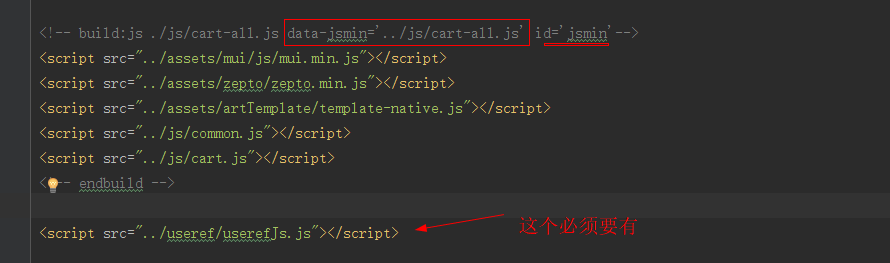 <!-- build:js ./js/cart-all.js data-jsmin='../js/cart-all.js' id='jsmin'-->
<script src="../assets/mui/js/mui.min.js"></script>
<script src="../assets/zepto/zepto.min.js"></script>
<script src="../assets/artTemplate/template-native.js"></script>
<script src="../js/common.js"></script>
<script src="../js/cart.js"></script>
<!-- endbuild -->
<script src="../useref/userefJs.js"></script> 这个必须要有